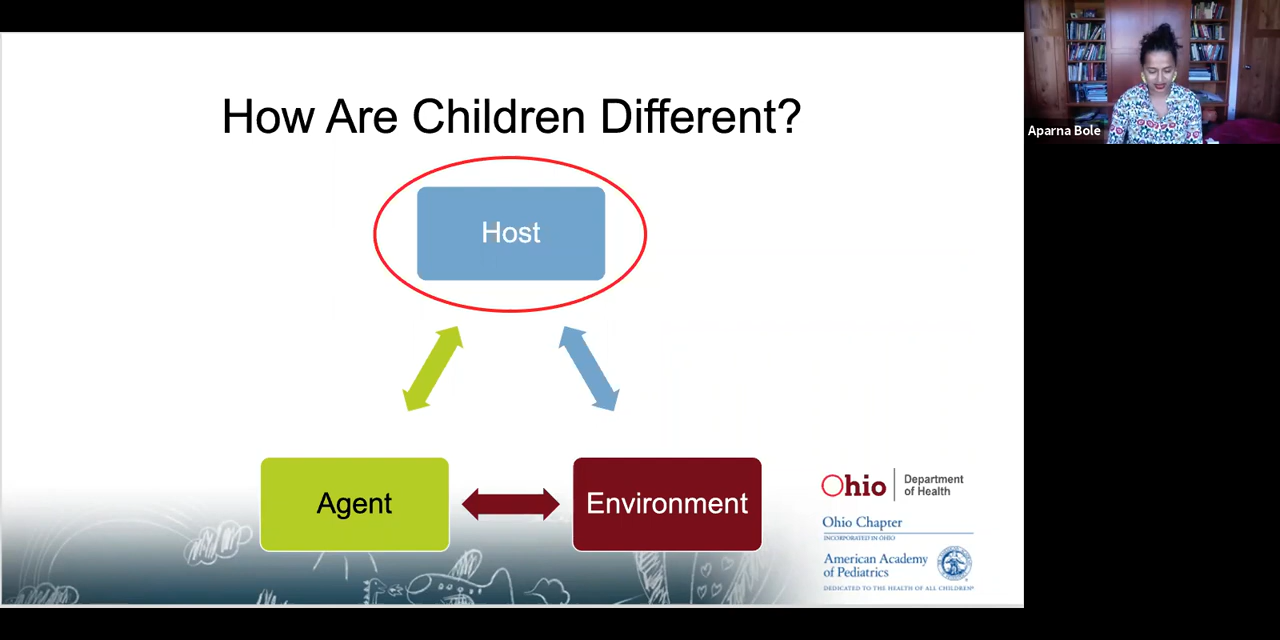 How Are Children Different?
Aparna Bole
Host
Agent
Environment
Ohio
Department
of Health
Ohio Chapter
INCORPORATED IN OHIO
American Academy
of Pediatrics
DEDICATED TO THE HEALTH OF ALL CHILDREN®